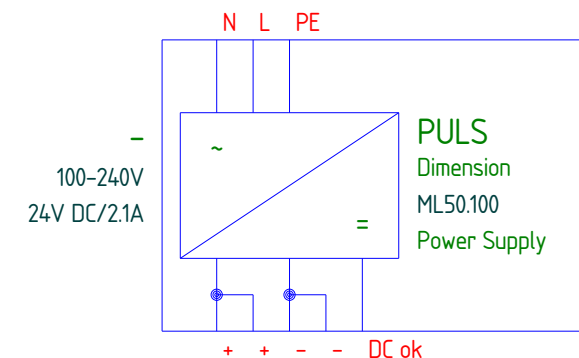 N L PE
–
100-240V
24V DC/2.1A
~
=
PULS
Dimension
ML50.100
Power Supply
+ + – – DC ok